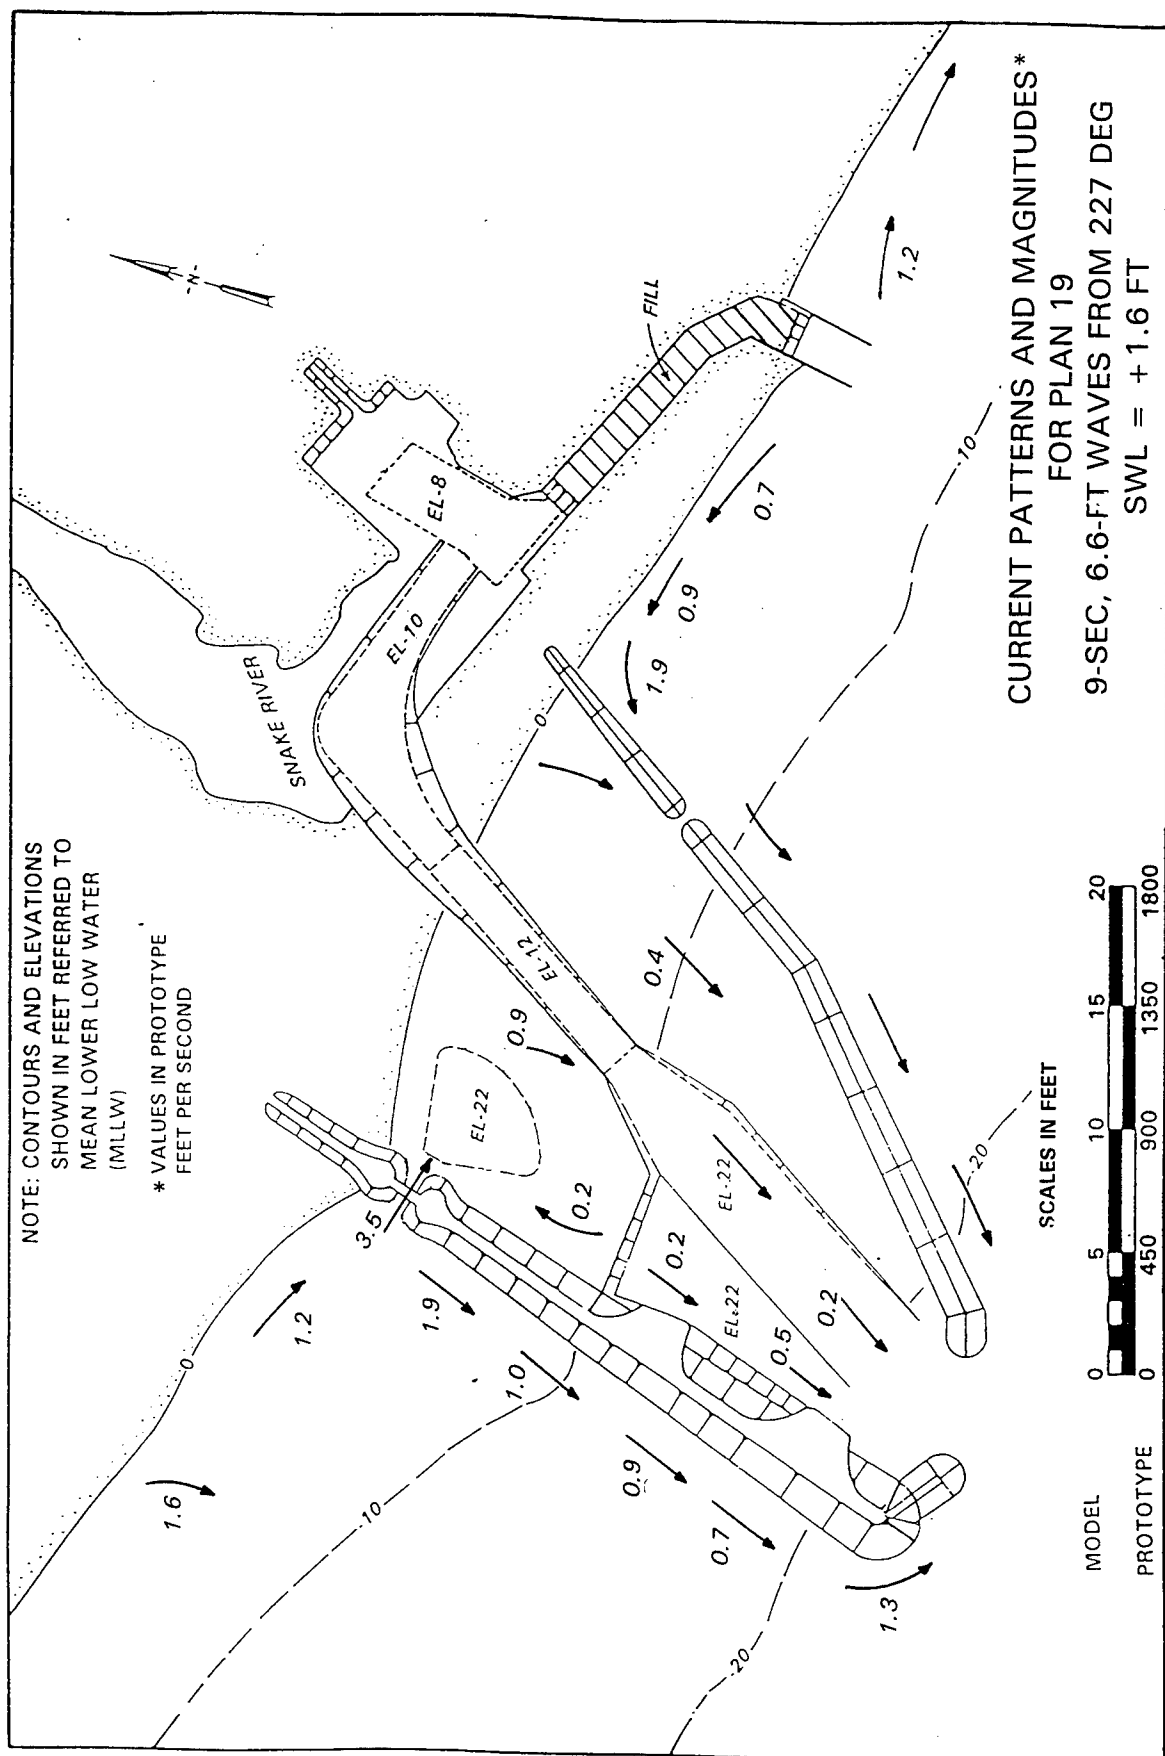 NOTE: CONTOURS AND ELEVATIONS
SHOWN IN FEET REFERRED TO
MEAN LOWER LOW WATER
(MLLW)
* VALUES IN PROTOTYPE
FEET PER SECOND
SNAKE RIVER
-N-
EL-8
EL-10
EL-12
FILL
EL-22
EL-22
EL-22
0
0
-10
-10
-20
-20
1.6
1.2
3.5
1.9
1.0
0.9
0.7
1.3
0.2
0.9
0.2
0.5
0.2
0.4
1.9
0.9
0.7
1.2
CURRENT PATTERNS AND MAGNITUDES*
FOR PLAN 19
9-SEC, 6.6-FT WAVES FROM 227 DEG
SWL = +1.6 FT
SCALES IN FEET
MODEL 0 5 10 15 20
PROTOTYPE 0 450 900 1350 1800